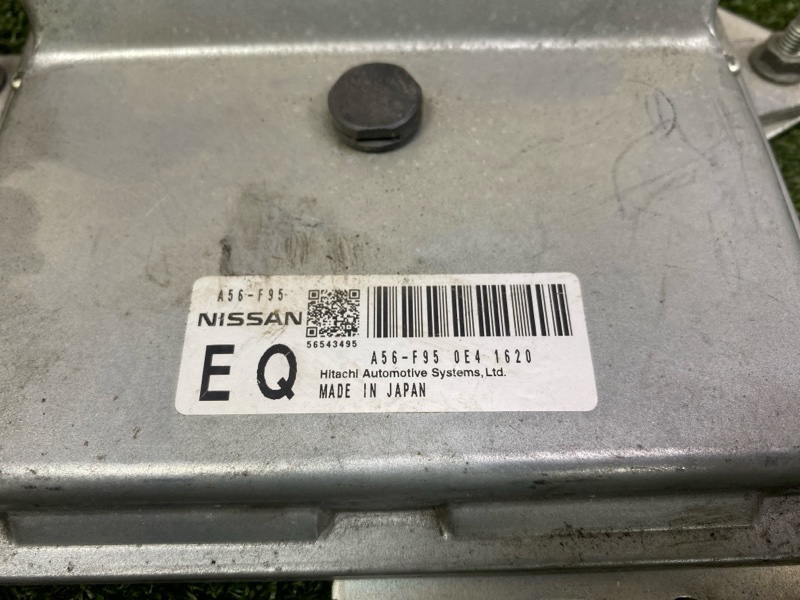 A56-F95
NISSAN
56543495
EQ
A56-F95 0E4 1620
Hitachi Automotive Systems, Ltd.
MADE IN JAPAN